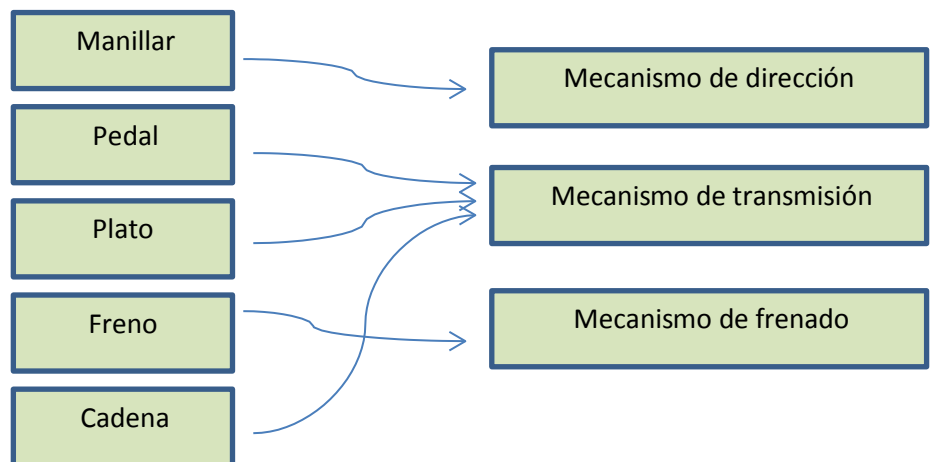 Manillar
Pedal
Plato
Freno
Cadena
Mecanismo de dirección
Mecanismo de transmisión
Mecanismo de frenado